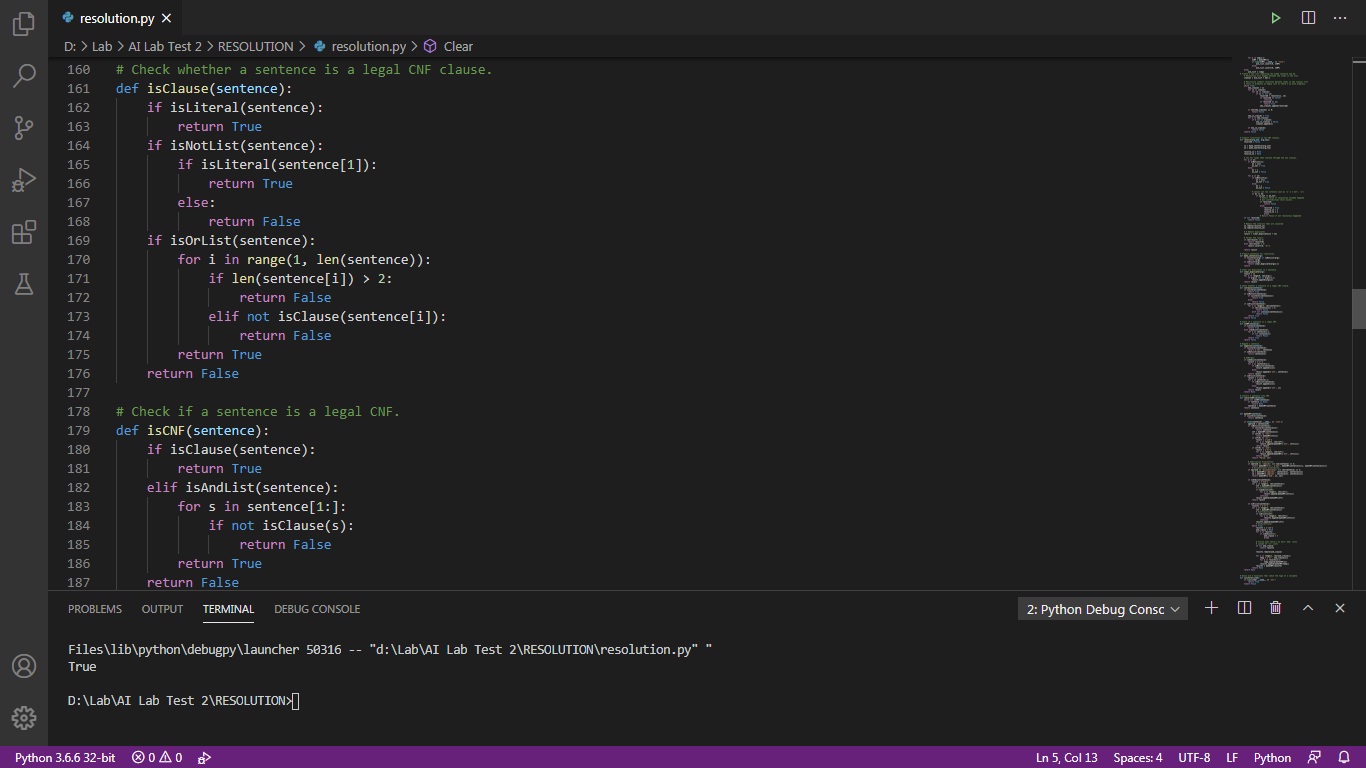 resolution.py
D: > Lab > AI Lab Test 2 > RESOLUTION > resolution.py > Clear
160 # Check whether a sentence is a legal CNF clause.
161 def isClause(sentence):
162     if isLiteral(sentence):
163         return True
164     if isNotList(sentence):
165         if isLiteral(sentence[1]):
166             return True
167         else:
168             return False
169     if isOrList(sentence):
170         for i in range(1, len(sentence)):
171             if len(sentence[i]) > 2:
172                 return False
173             elif not isClause(sentence[i]):
174                 return False
175         return True
176     return False
177
178 # Check if a sentence is a legal CNF.
179 def isCNF(sentence):
180     if isClause(sentence):
181         return True
182     elif isAndList(sentence):
183         for s in sentence[1:]:
184             if not isClause(s):
185                 return False
186         return True
187     return False
PROBLEMS OUTPUT TERMINAL DEBUG CONSOLE 2: Python Debug Consc
Files\lib\python\debugpy\launcher 50316 -- "d:\Lab\AI Lab Test 2\RESOLUTION\resolution.py" "
True
D:\Lab\AI Lab Test 2\RESOLUTION>
Python 3.6.6 32-bit 0 0 Ln 5, Col 13 Spaces: 4 UTF-8 LF Python